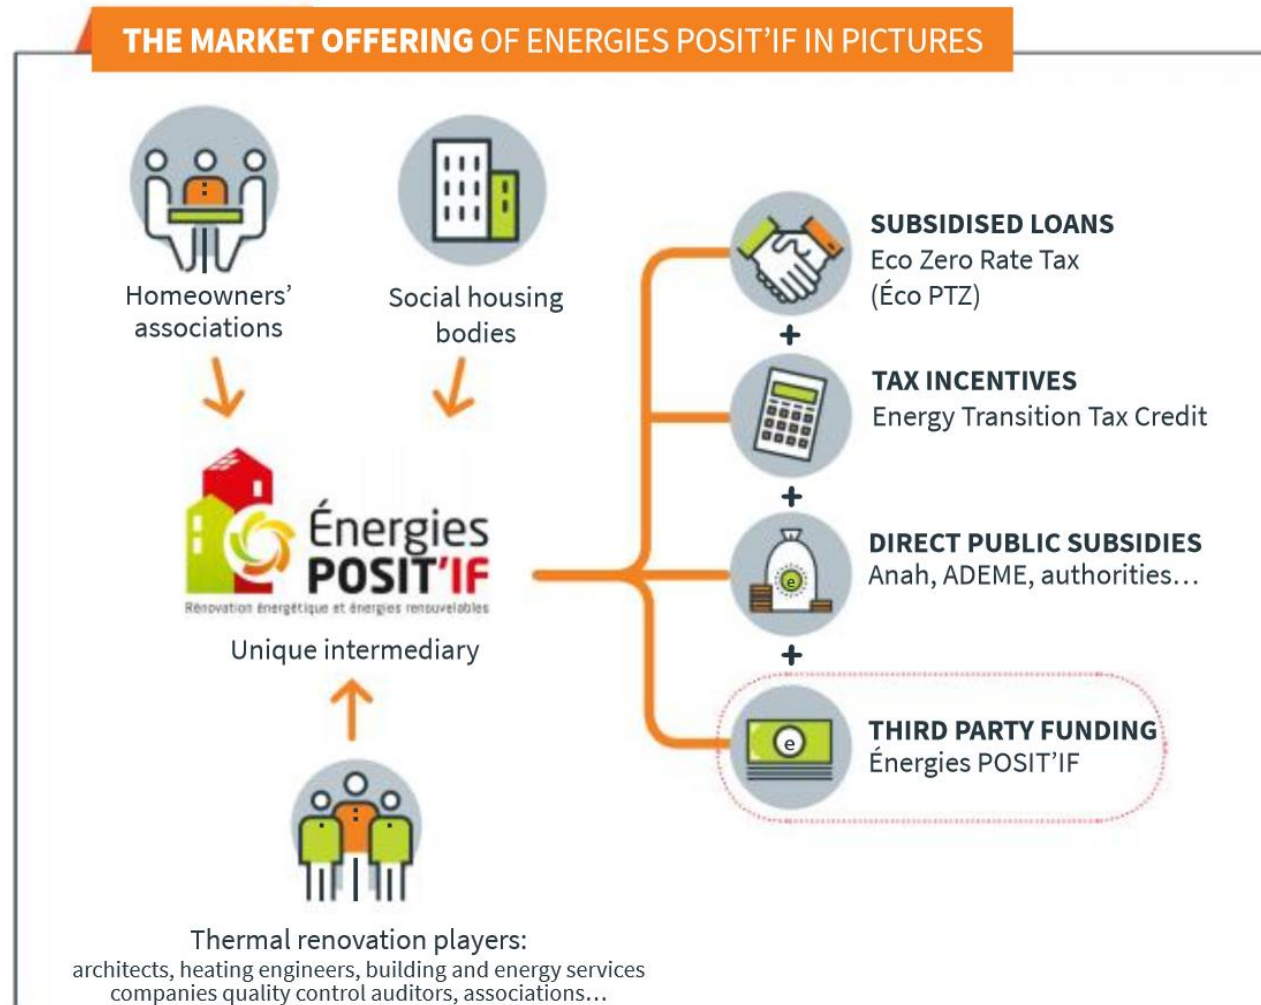 THE MARKET OFFERING OF ENERGIES POSIT'IF IN PICTURES
Homeowners'
associations
Social housing
bodies
Énergies
POSIT'IF
Rénovation énergétique et énergies renouvelables
Unique intermediary
Thermal renovation players:
architects, heating engineers, building and energy services
companies quality control auditors, associations…
SUBSIDISED LOANS
Eco Zero Rate Tax
(Éco PTZ)
+
TAX INCENTIVES
Energy Transition Tax Credit
+
e
DIRECT PUBLIC SUBSIDIES
Anah, ADEME, authorities…
+
e
THIRD PARTY FUNDING
Énergies POSIT'IF